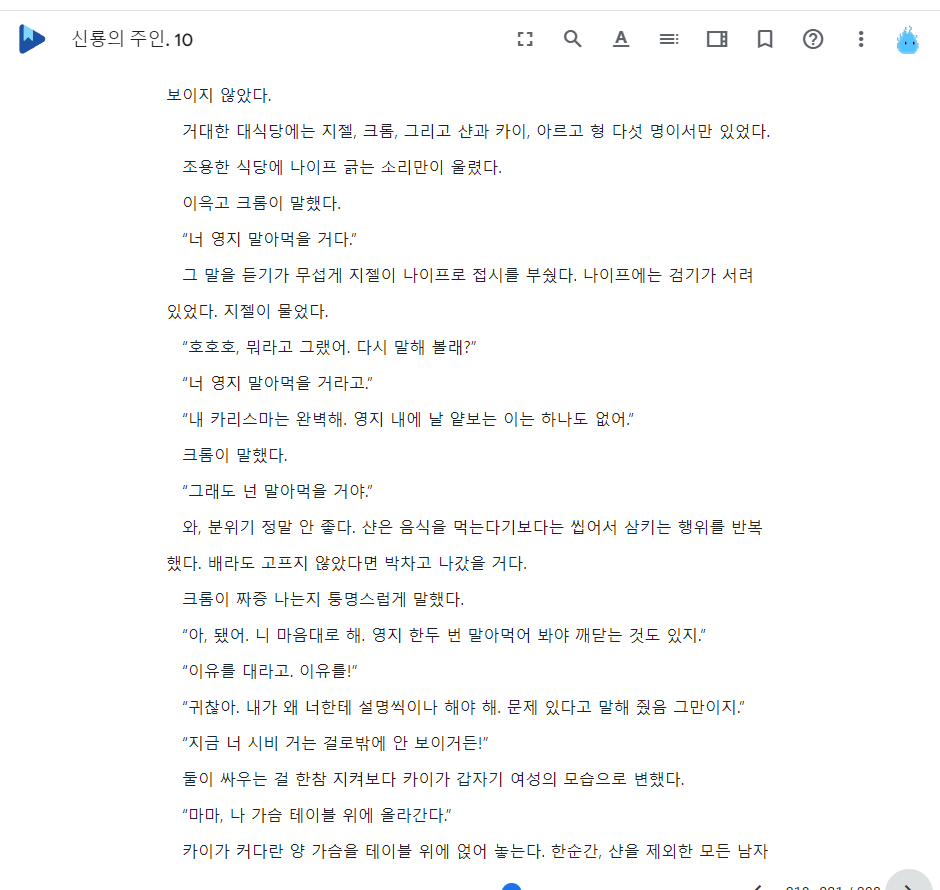 신룡의 주인. 10
보이지 않았다.
거대한 대식당에는 지젤, 크롬, 그리고 샨과 카이, 아르고 형 다섯 명이서만 있었다.
조용한 식당에 나이프 긁는 소리만이 울렸다.
이윽고 크롬이 말했다.
“너 영지 말아먹을 거다.”
그 말을 듣기가 무섭게 지젤이 나이프로 접시를 부쉈다. 나이프에는 검기가 서려
있었다. 지젤이 물었다.
“호호호, 뭐라고 그랬어. 다시 말해 볼래?”
“너 영지 말아먹을 거라고.”
“내 카리스마는 완벽해. 영지 내에 날 얕보는 이는 하나도 없어.”
크롬이 말했다.
“그래도 넌 말아먹을 거야.”
와, 분위기 정말 안 좋다. 샨은 음식을 먹는다기보다는 씹어서 삼키는 행위를 반복
했다. 배라도 고프지 않았다면 박차고 나갔을 거다.
크롬이 짜증 나는지 퉁명스럽게 말했다.
“아, 됐어. 니 마음대로 해. 영지 한두 번 말아먹어 봐야 깨닫는 것도 있지.”
“이유를 대라고. 이유를!”
“귀찮아. 내가 왜 너한테 설명씩이나 해야 해. 문제 있다고 말해 줬음 그만이지.”
“지금 너 시비 거는 걸로밖에 안 보이거든!”
둘이 싸우는 걸 한참 지켜보다 카이가 갑자기 여성의 모습으로 변했다.
“마마, 나 가슴 테이블 위에 올라간다.”
카이가 커다란 양 가슴을 테이블 위에 얹어 놓는다. 한순간, 샨을 제외한 모든 남자